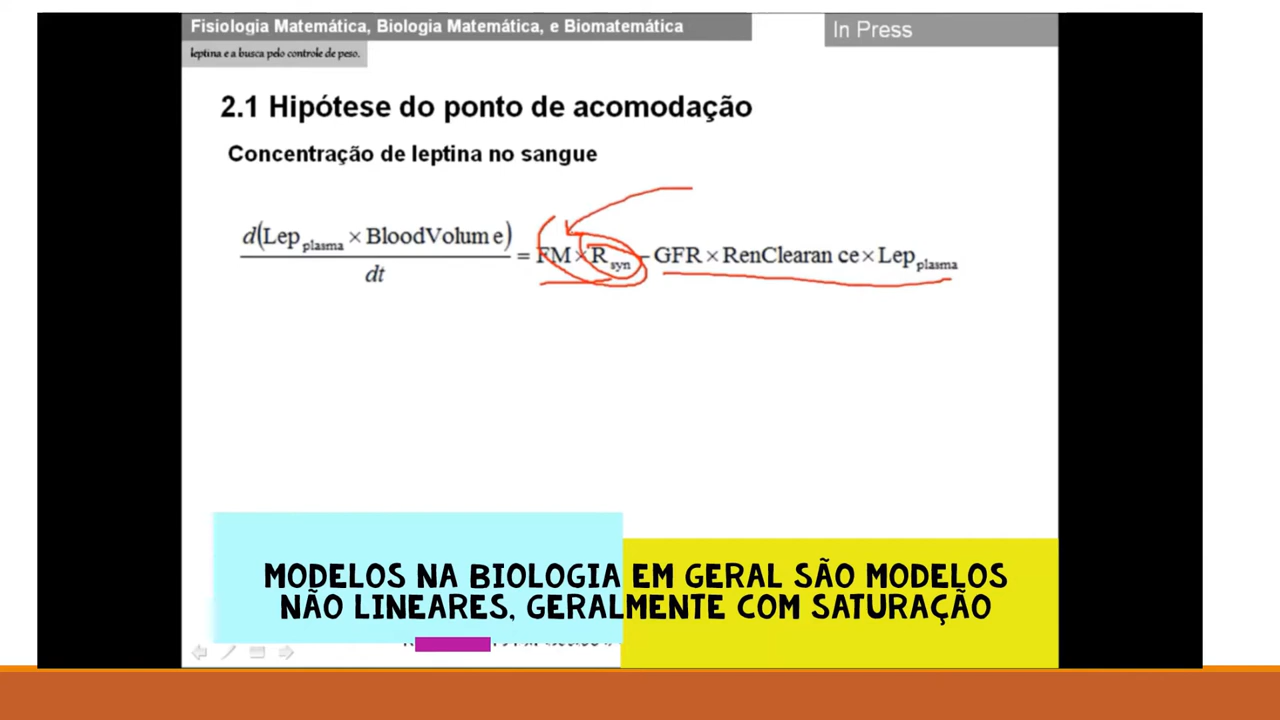 Fisiologia Matemática, Biologia Matemática, e Biomatemática
In Press
leptina e a busca pelo controle de peso.
2.1 Hipótese do ponto de acomodação
Concentração de leptina no sangue
d(Lep plasma × BloodVolum e) / dt = FM × R syn − GFR × RenClearan ce × Lep plasma
MODELOS NA BIOLOGIA EM GERAL SÃO MODELOS
NÃO LINEARES, GERALMENTE COM SATURAÇÃO